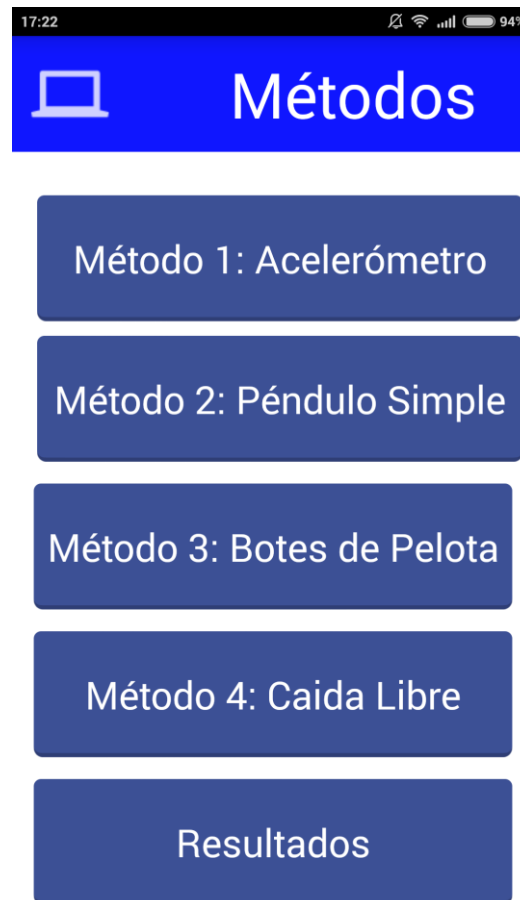 17:22 94%
Métodos
Método 1: Acelerómetro
Método 2: Péndulo Simple
Método 3: Botes de Pelota
Método 4: Caida Libre
Resultados